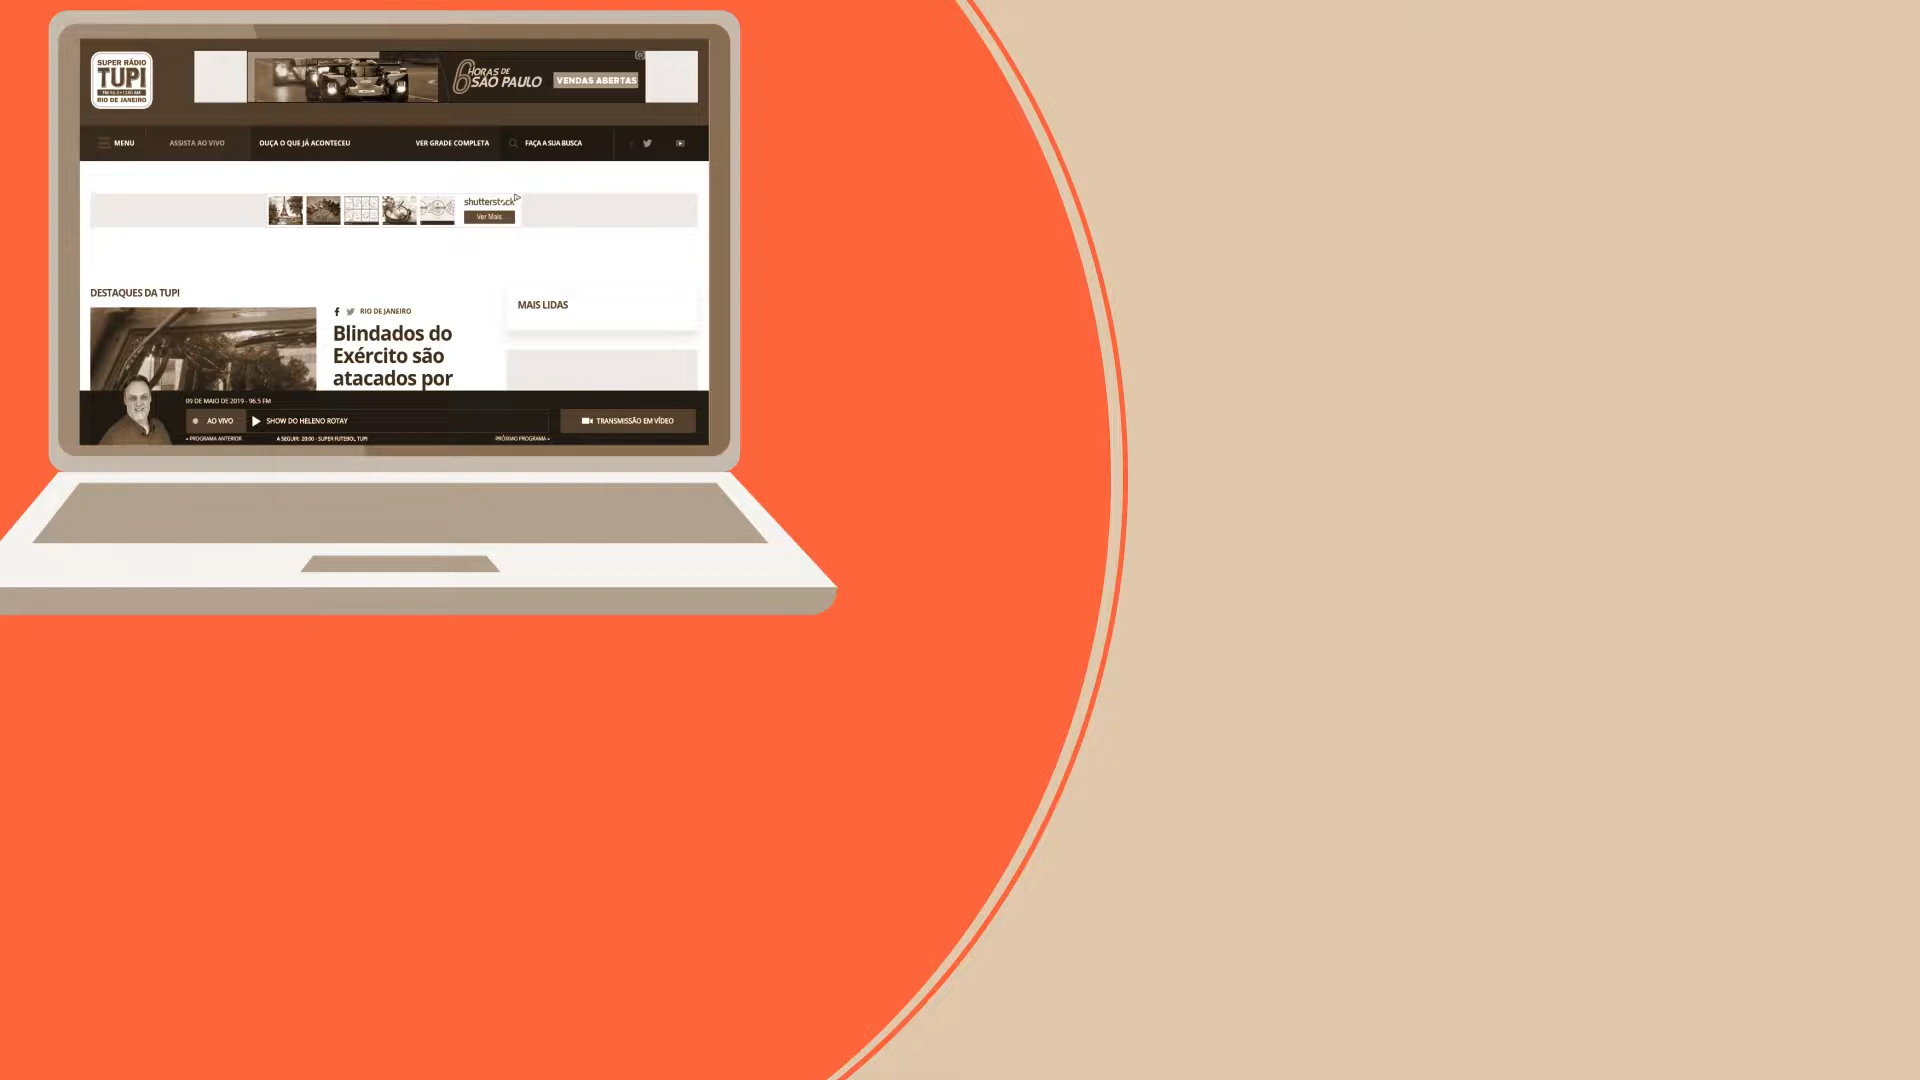 SUPER RÁDIO
TUPI
RIO DE JANEIRO
6 HORAS DE
SÃO PAULO
VENDAS ABERTAS
MENU
ASSISTA AO VIVO
OUÇA O QUE JÁ ACONTECEU
VER GRADE COMPLETA
FAÇA A SUA BUSCA
shutterstock
Ver Mais
DESTAQUES DA TUPI
RIO DE JANEIRO
Blindados do
Exército são
atacados por
MAIS LIDAS
09 DE MAIO DE 2019 - 96.5 FM
AO VIVO
SHOW DO HELENO ROTAY
TRANSMISSÃO EM VÍDEO
« PROGRAMA ANTERIOR
A SEGUIR: 20:00 - SUPER FUTEBOL TUPI
PRÓXIMO PROGRAMA »